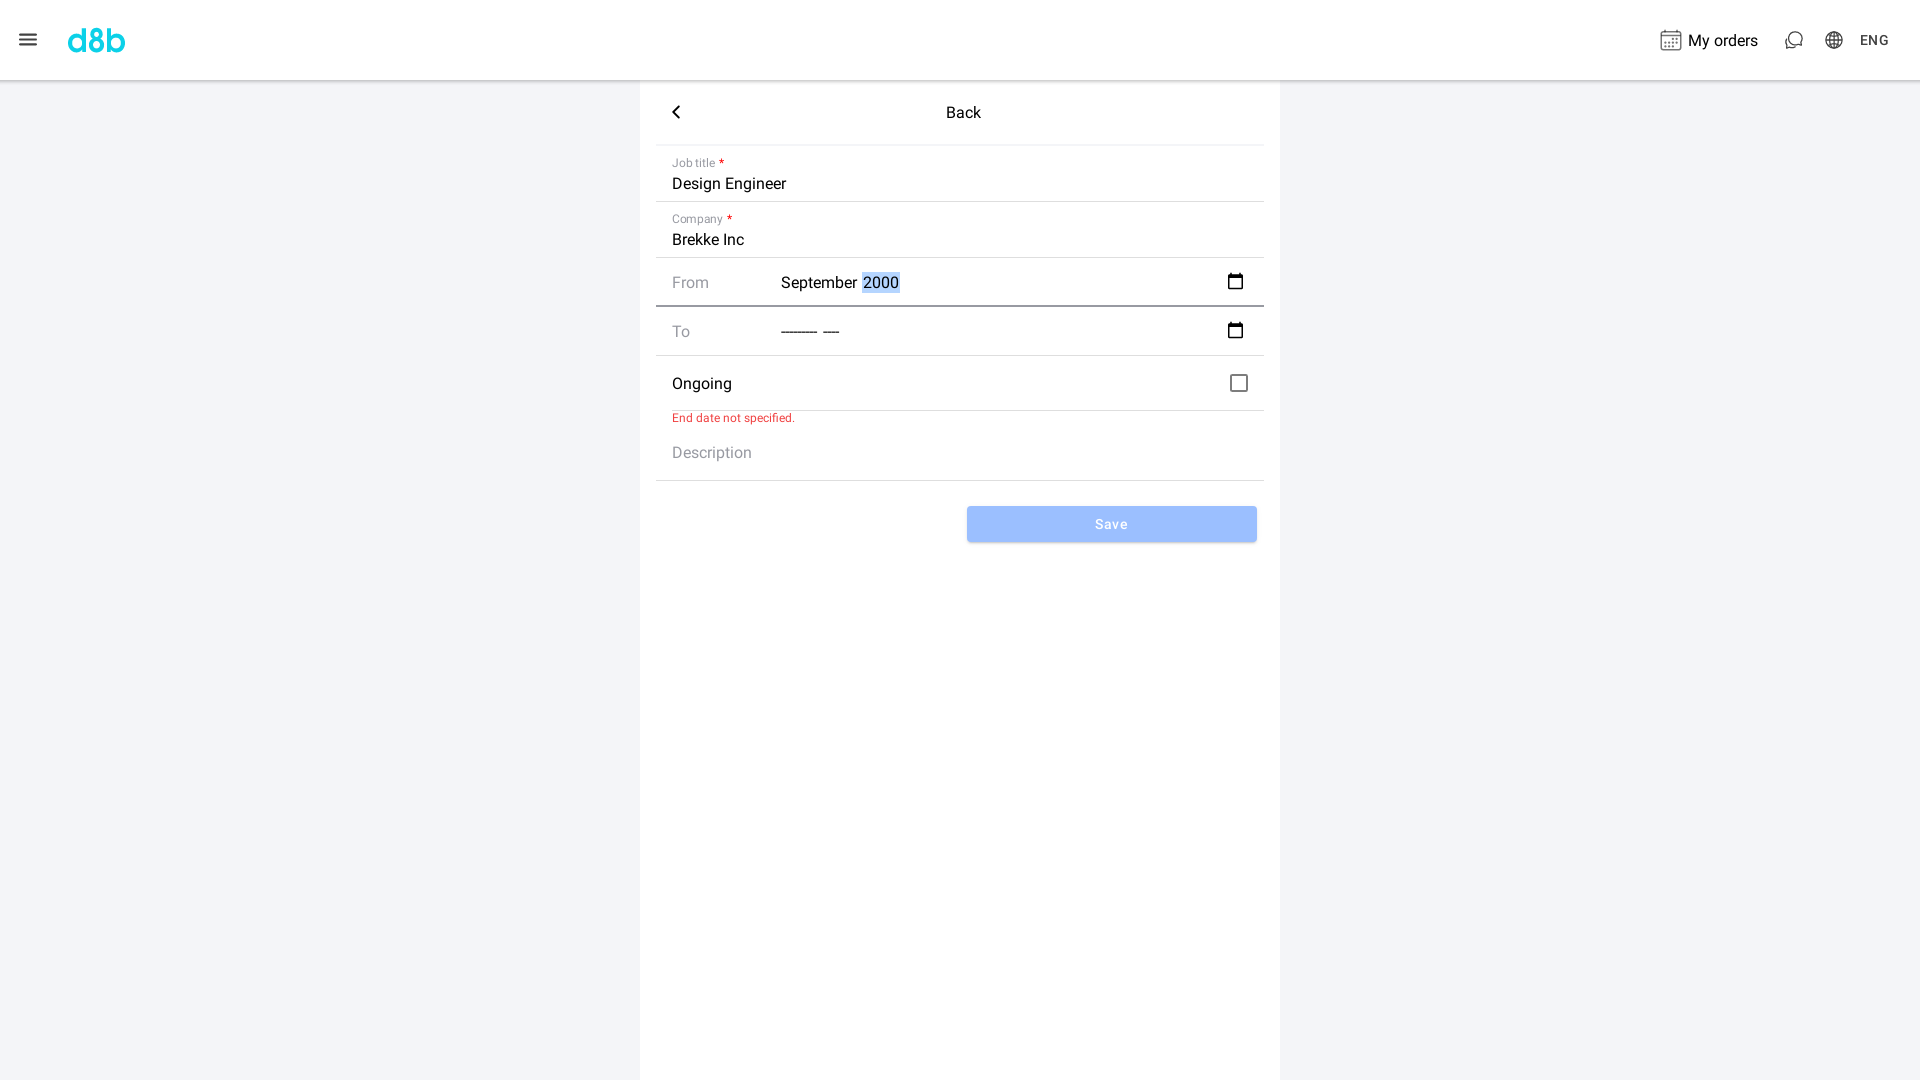 d8b
My orders
ENG
Back
Job title *
Design Engineer
Company *
Brekke Inc
From September 2000
To --------- ----
Ongoing
End date not specified.
Description
Save